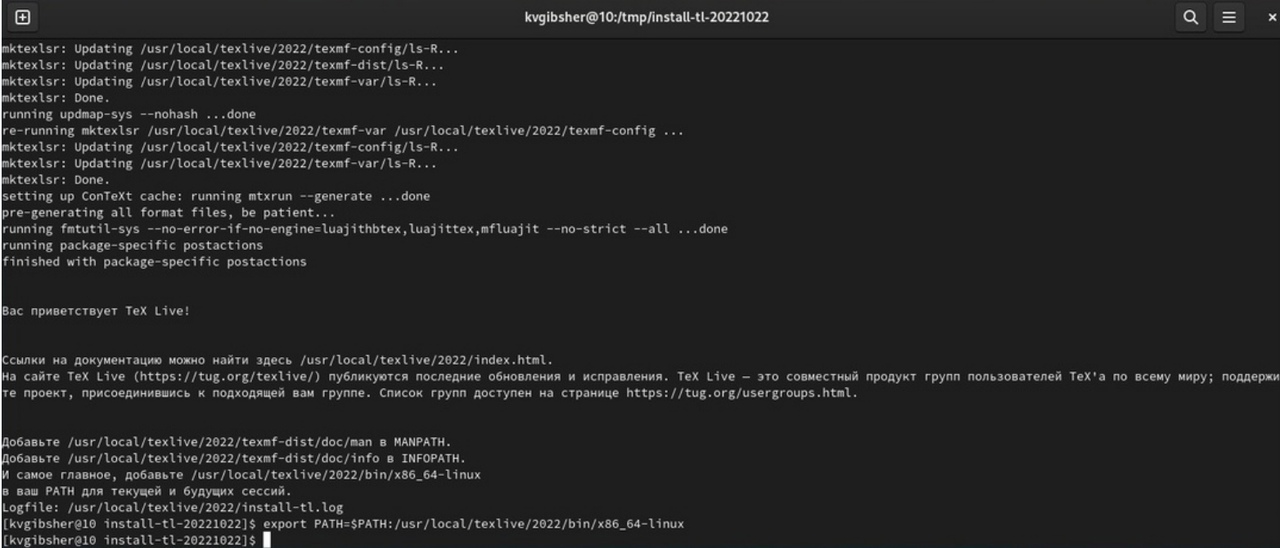 kvgibsher@10:/tmp/install-tl-20221022
mktexlsr: Updating /usr/local/texlive/2022/texmf-config/ls-R...
mktexlsr: Updating /usr/local/texlive/2022/texmf-dist/ls-R...
mktexlsr: Updating /usr/local/texlive/2022/texmf-var/ls-R...
mktexlsr: Done.
running updmap-sys --nohash ...done
re-running mktexlsr /usr/local/texlive/2022/texmf-var /usr/local/texlive/2022/texmf-config ...
mktexlsr: Updating /usr/local/texlive/2022/texmf-config/ls-R...
mktexlsr: Updating /usr/local/texlive/2022/texmf-var/ls-R...
mktexlsr: Done.
setting up ConTeXt cache: running mtxrun --generate ...done
pre-generating all format files, be patient...
running fmtutil-sys --no-error-if-no-engine=luajithbtex,luajittex,mfluajit --no-strict --all ...done
running package-specific postactions
finished with package-specific postactions
Вас приветствует TeX Live!
Ссылки на документацию можно найти здесь /usr/local/texlive/2022/index.html.
На сайте TeX Live (https://tug.org/texlive/) публикуются последние обновления и исправления. TeX Live — это совместный продукт групп пользователей TeX'а по всему миру; поддержи
те проект, присоединившись к подходящей вам группе. Список групп доступен на странице https://tug.org/usergroups.html.
Добавьте /usr/local/texlive/2022/texmf-dist/doc/man в MANPATH.
Добавьте /usr/local/texlive/2022/texmf-dist/doc/info в INFOPATH.
И самое главное, добавьте /usr/local/texlive/2022/bin/x86_64-linux
в ваш PATH для текущей и будущих сессий.
Logfile: /usr/local/texlive/2022/install-tl.log
[kvgibsher@10 install-tl-20221022]$ export PATH=$PATH:/usr/local/texlive/2022/bin/x86_64-linux
[kvgibsher@10 install-tl-20221022]$